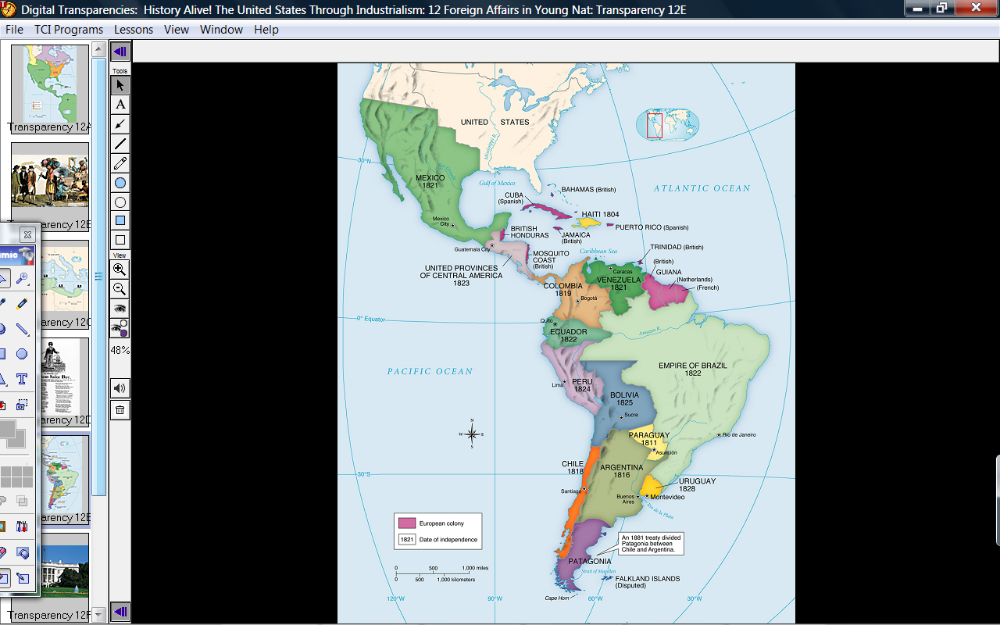 Digital Transparencies: History Alive! The United States Through Industrialism: 12 Foreign Affairs in Young Nat: Transparency 12E
File TCI Programs Lessons View Window Help
Transparency 12A
Transparency 12B
arency 12C
arency 12D
arency 12E
Transparency 12F
Tools
A
View
48%
T
UNITED STATES
Mississippi R.
30°N
Rio Grande
MEXICO
1821
Gulf of Mexico
Mexico
City
ATLANTIC OCEAN
BAHAMAS (British)
CUBA
(Spanish)
HAITI 1804
PUERTO RICO (Spanish)
JAMAICA
(British)
BRITISH
HONDURAS
Guatemala City
MOSQUITO
COAST
(British)
Caribbean Sea
TRINIDAD (British)
(British)
GUIANA
(Netherlands)
(French)
UNITED PROVINCES
OF CENTRAL AMERICA
1823
Caracas
VENEZUELA
1821
COLOMBIA
1819
Bogotá
0° Equator
Quito
ECUADOR
1822
Amazon R.
PACIFIC OCEAN
EMPIRE OF BRAZIL
1822
PERU
1824
Lima
BOLIVIA
1825
Sucre
N
W E
S
PARAGUAY
1811
Asunción
Rio de Janeiro
30°S
CHILE
1818
ARGENTINA
1816
Santiago
URUGUAY
1828
Buenos
Aires
Montevideo
Río de la Plata
European colony
1821 Date of independence
An 1881 treaty divided
Patagonia between
Chile and Argentina.
PATAGONIA
Strait of Magellan
FALKLAND ISLANDS
(Disputed)
Cape Horn
0 500 1,000 miles
0 500 1,000 kilometers
120°W 90°W 60°W 30°W